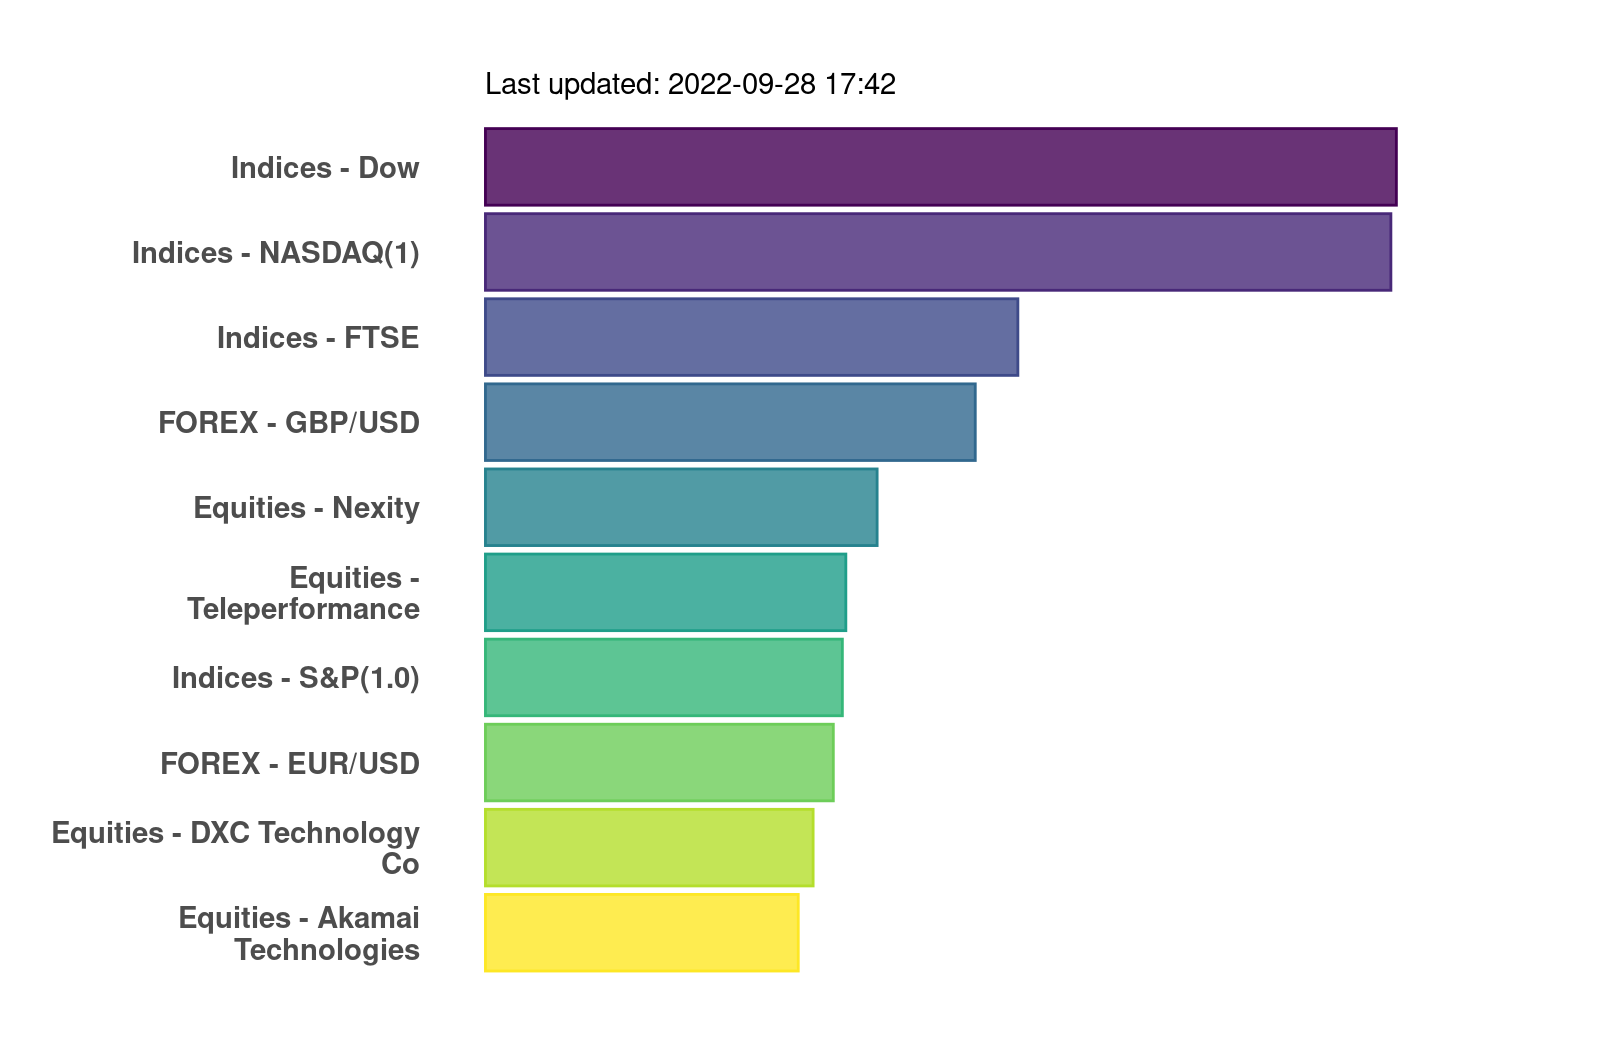 Last updated: 2022-09-28 17:42
Indices - Dow
Indices - NASDAQ(1)
Indices - FTSE
FOREX - GBP/USD
Equities - Nexity
Equities -
Teleperformance
Indices - S&P(1.0)
FOREX - EUR/USD
Equities - DXC Technology
Co
Equities - Akamai
Technologies